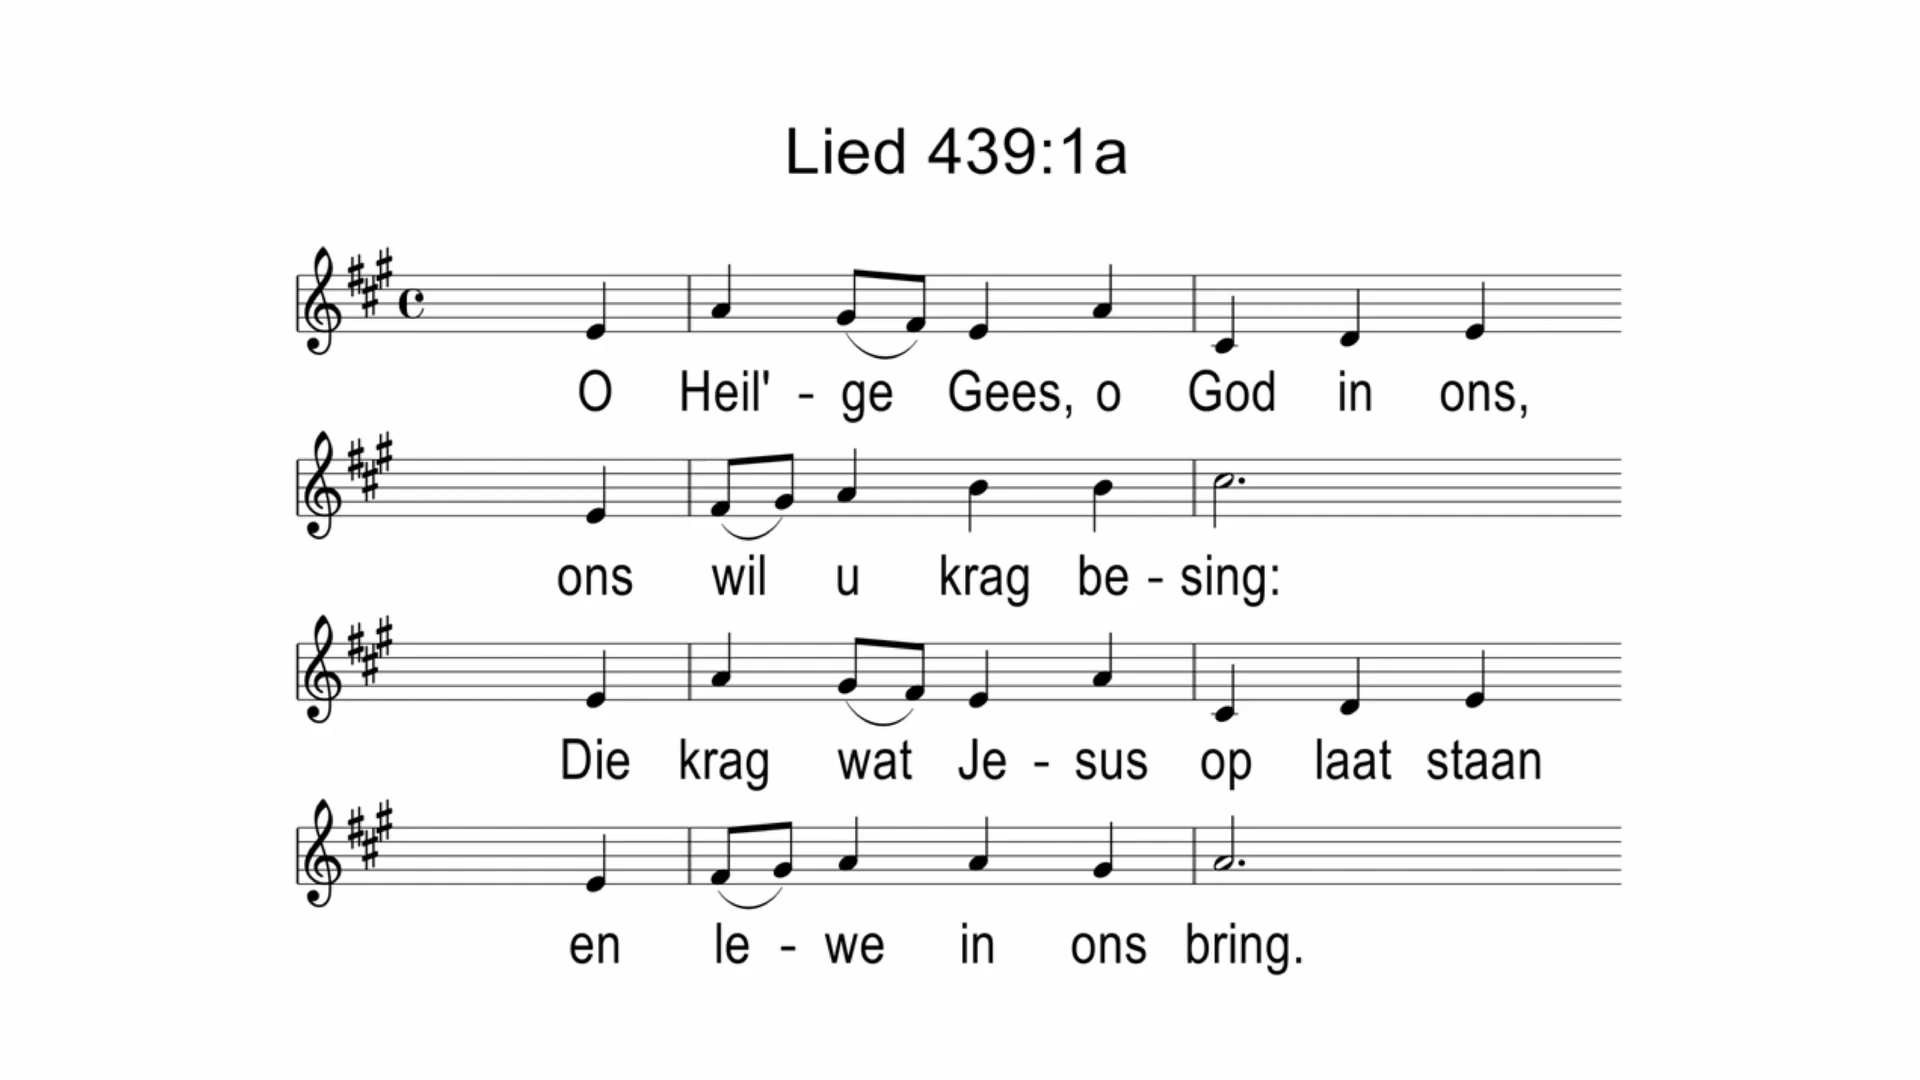 Lied 439:1a
O Heil' - ge Gees, o God in ons,
ons wil u krag be - sing:
Die krag wat Je - sus op laat staan
en le - we in ons bring.